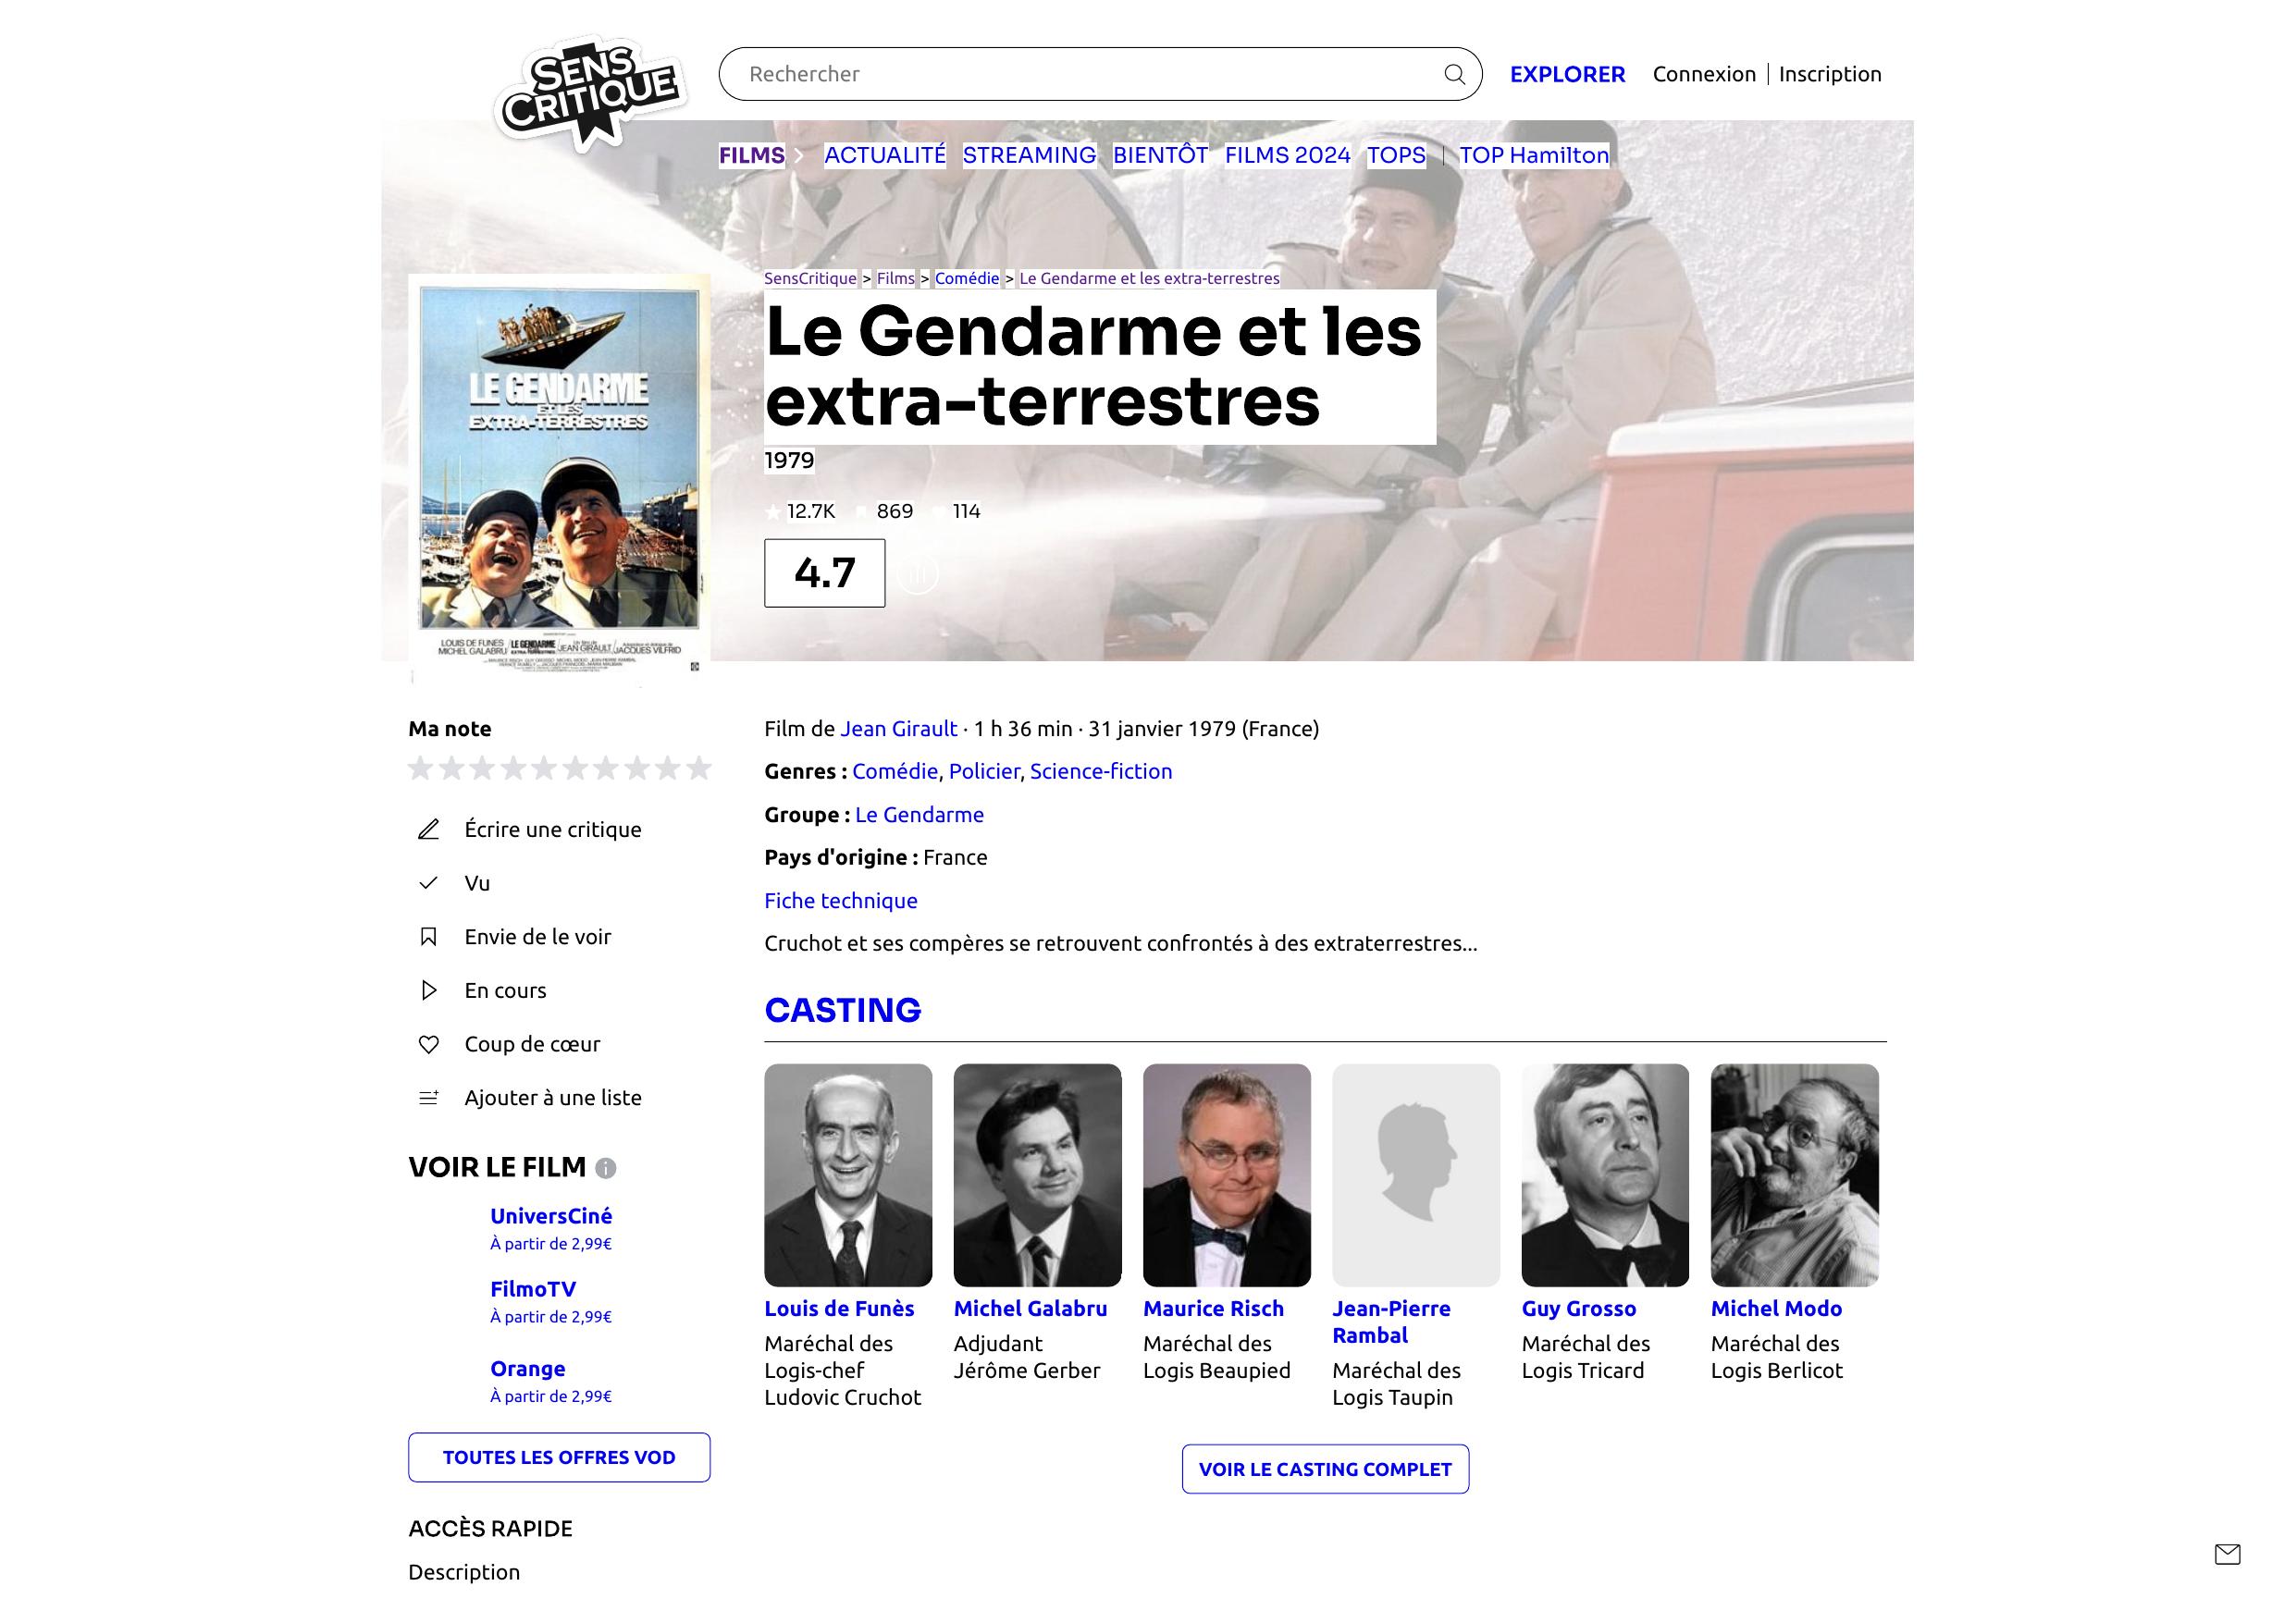 SENS
CRITIQUE
Rechercher
EXPLORER
Connexion | Inscription
FILMS
ACTUALITÉ
STREAMING
BIENTÔT
FILMS 2024
TOPS
|
TOP Hamilton
SensCritique > Films > Comédie > Le Gendarme et les extra-terrestres
Le Gendarme et les
extra-terrestres
1979
12.7K
869
114
4.7
LE GENDARME
ET LES
EXTRA-TERRESTRES
LOUIS DE FUNES
MICHEL GALABRU
LE GENDARME
JEAN GIRAULT
JACQUES VILFRID
Ma note
Écrire une critique
Vu
Envie de le voir
En cours
Coup de cœur
Ajouter à une liste
VOIR LE FILM
UniversCiné
À partir de 2,99€
FilmoTV
À partir de 2,99€
Orange
À partir de 2,99€
TOUTES LES OFFRES VOD
ACCÈS RAPIDE
Description
Film de Jean Girault · 1 h 36 min · 31 janvier 1979 (France)
Genres : Comédie, Policier, Science-fiction
Groupe : Le Gendarme
Pays d'origine : France
Fiche technique
Cruchot et ses compères se retrouvent confrontés à des extraterrestres...
CASTING
Louis de Funès
Maréchal des
Logis-chef
Ludovic Cruchot
Michel Galabru
Adjudant
Jérôme Gerber
Maurice Risch
Maréchal des
Logis Beaupied
Jean-Pierre
Rambal
Maréchal des
Logis Taupin
Guy Grosso
Maréchal des
Logis Tricard
Michel Modo
Maréchal des
Logis Berlicot
VOIR LE CASTING COMPLET